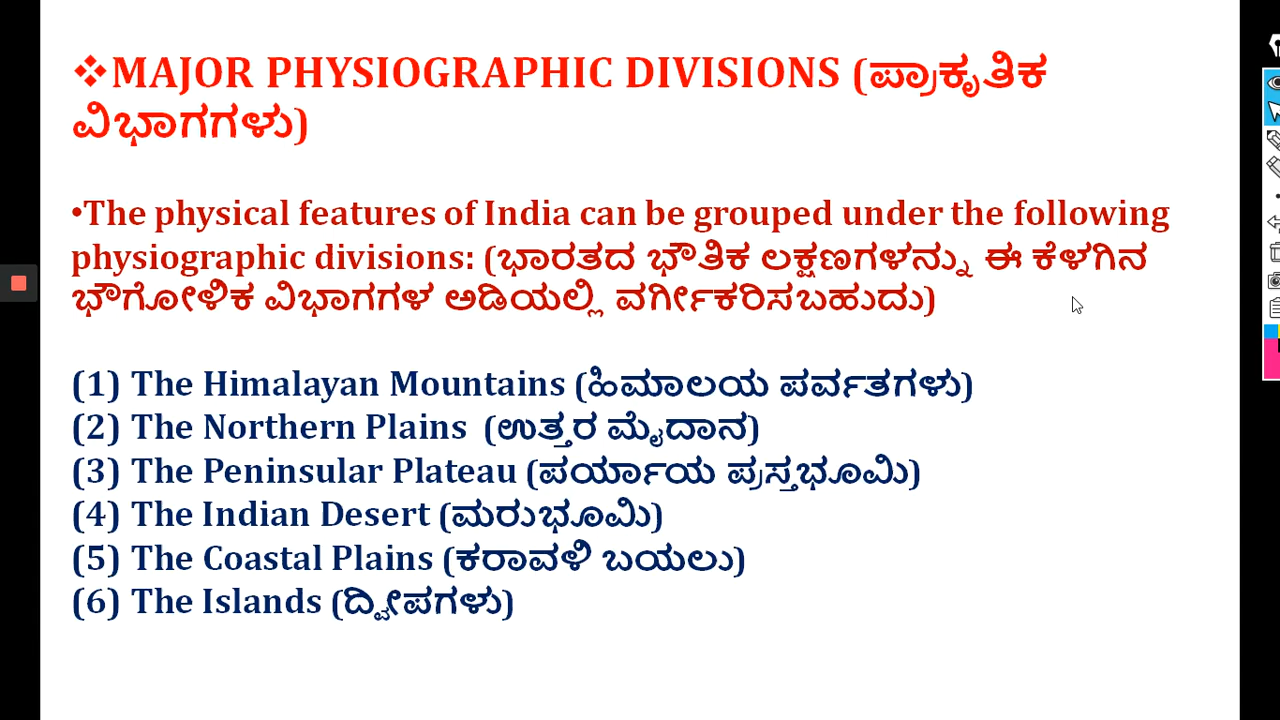 ❖MAJOR PHYSIOGRAPHIC DIVISIONS (ಪ್ರಾಕೃತಿಕ
ವಿಭಾಗಗಳು)
•The physical features of India can be grouped under the following
physiographic divisions: (ಭಾರತದ ಭೌತಿಕ ಲಕ್ಷಣಗಳನ್ನು ಈ ಕೆಳಗಿನ
ಭೌಗೋಳಿಕ ವಿಭಾಗಗಳ ಅಡಿಯಲ್ಲಿ ವರ್ಗೀಕರಿಸಬಹುದು)
(1) The Himalayan Mountains (ಹಿಮಾಲಯ ಪರ್ವತಗಳು)
(2) The Northern Plains (ಉತ್ತರ ಮೈದಾನ)
(3) The Peninsular Plateau (ಪರ್ಯಾಯ ಪ್ರಸ್ತಭೂಮಿ)
(4) The Indian Desert (ಮರುಭೂಮಿ)
(5) The Coastal Plains (ಕರಾವಳಿ ಬಯಲು)
(6) The Islands (ದ್ವೀಪಗಳು)